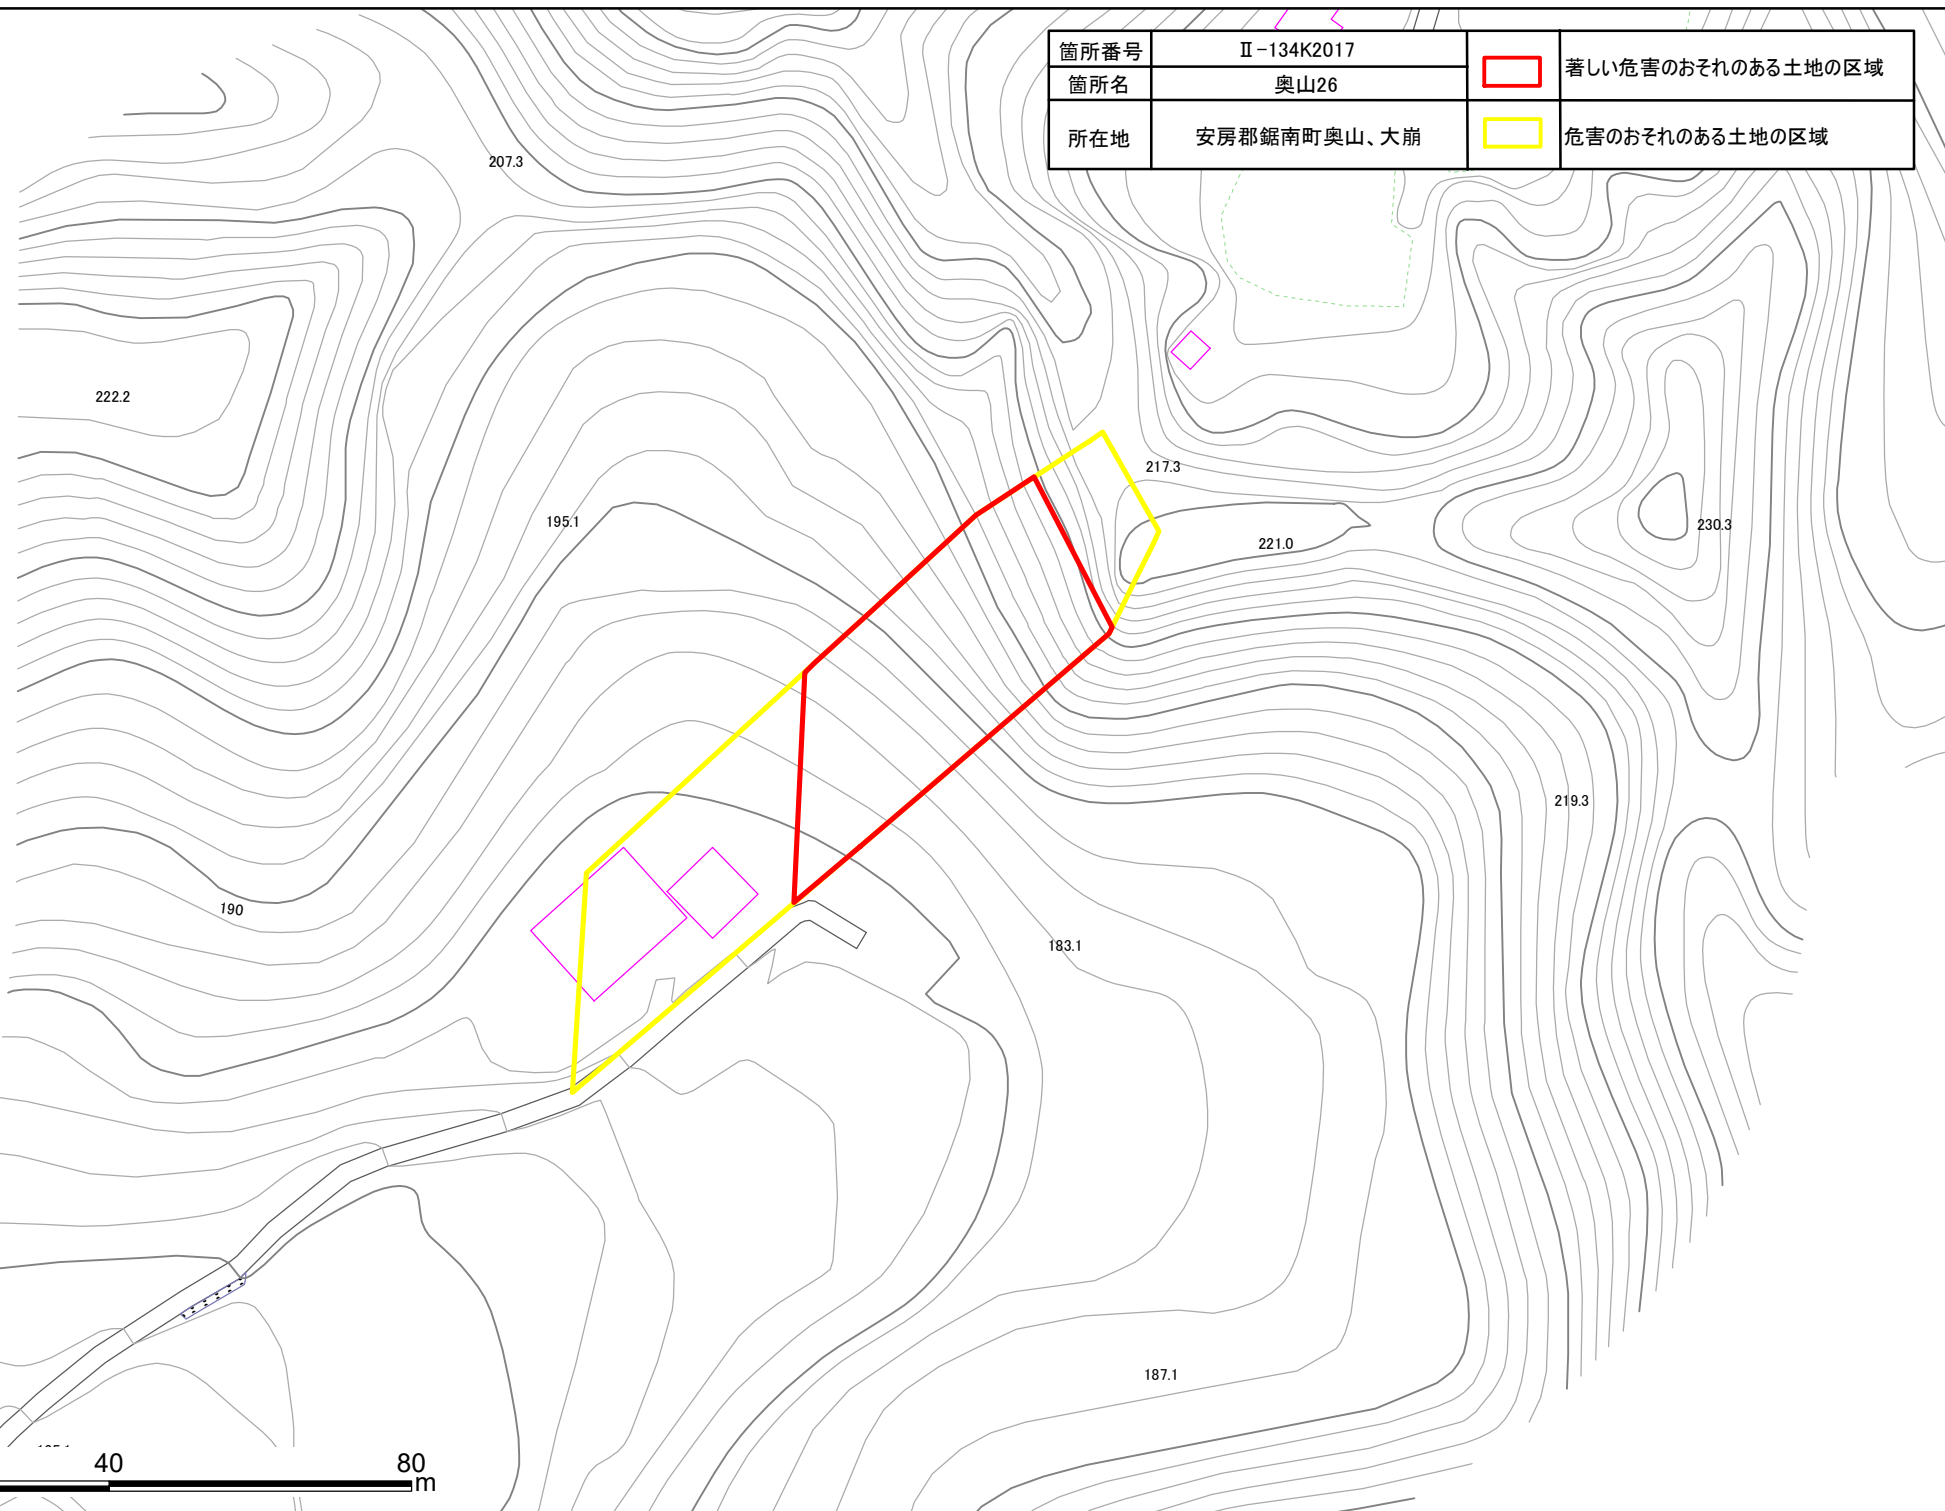 箇所番号 Ⅱ-134K2017
著しい危害のおそれのある土地の区域
箇所名 奥山26
所在地 安房郡鋸南町奥山、大崩
危害のおそれのある土地の区域
207.3
222.2
217.3
195.1
230.3
221.0
219.3
190
183.1
187.1
40 80
m